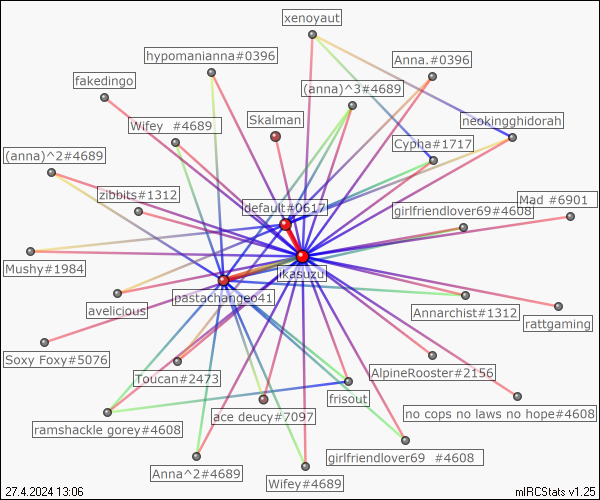 xenoyaut
hypomanianna#0396
Anna.#0396
fakedingo
(anna)^3#4689
Skalman
neokingghidorah
Wifey #4689
Cypha#1717
(anna)^2#4689
zibbits#1312
Mad #6901
default#0617
girlfriendlover69#4608
Mushy#1984
ikasuzu
pastachangeo41
avelicious
Annarchist#1312
rattgaming
Soxy Foxy#5076
Toucan#2473
AlpineRooster#2156
frisout
ace deucy#7097
no cops no laws no hope#4608
ramshackle gorey#4608
girlfriendlover69 #4608
Anna^2#4689
Wifey#4689
27.4.2024 13:06
mIRCStats v1.25